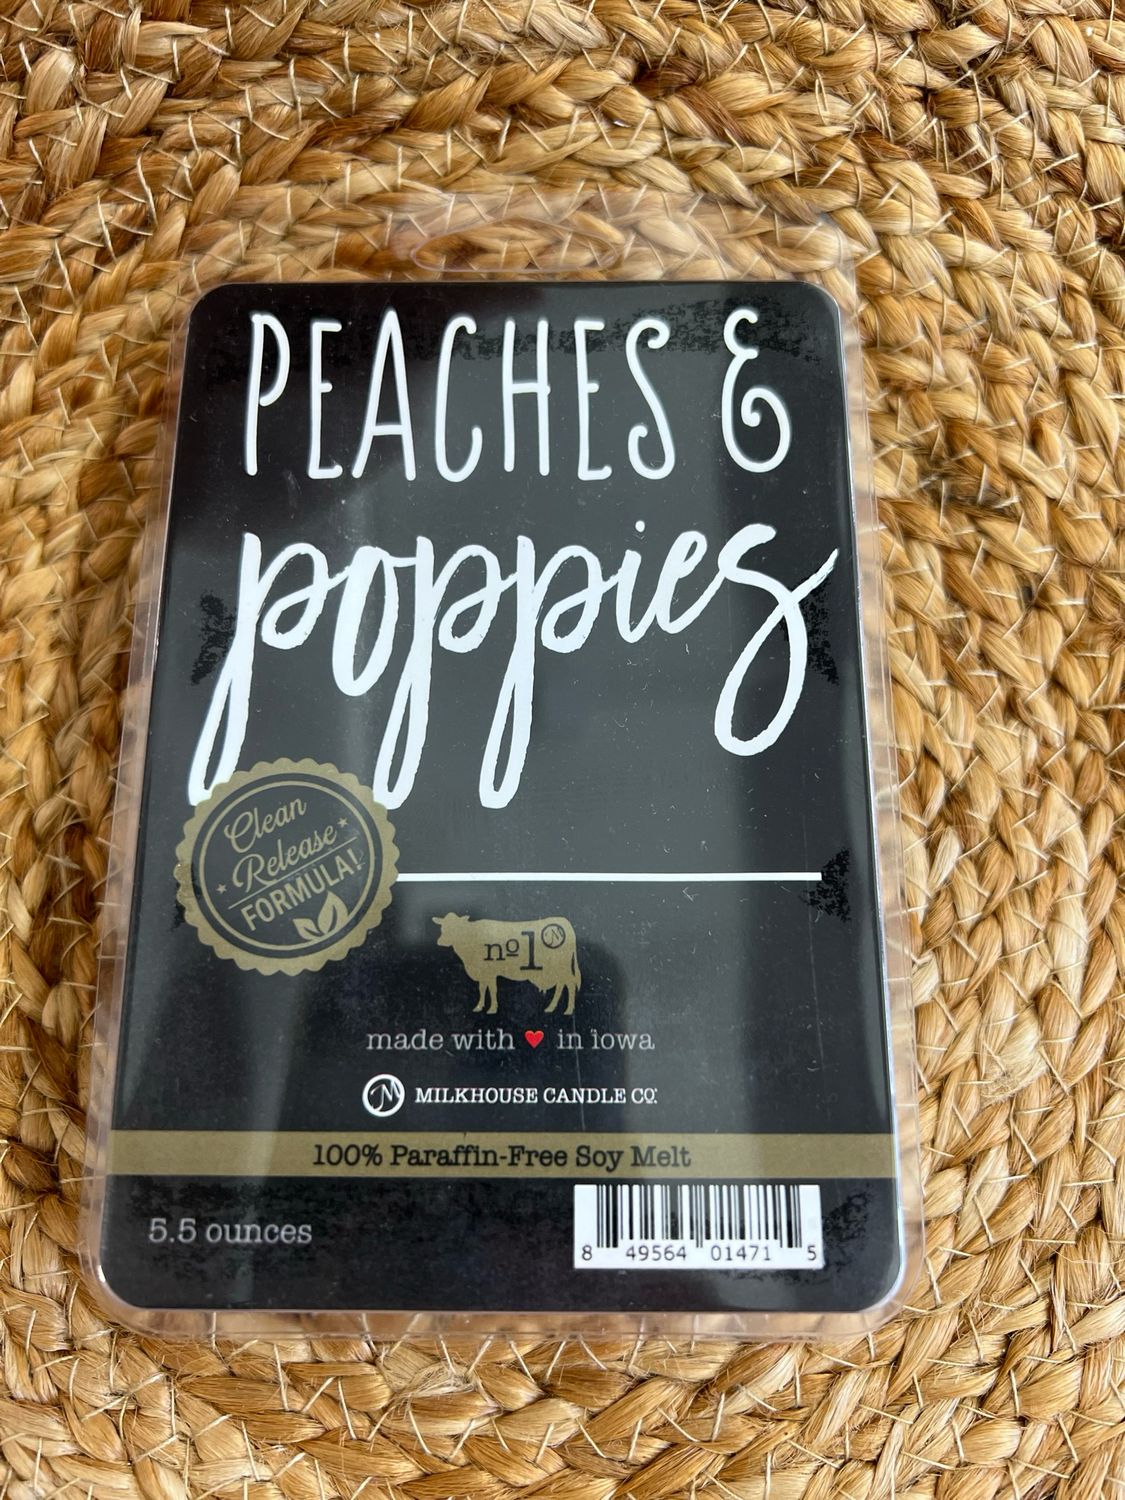 PEACHES &
poppies
Clean
Release
FORMULA!
nº1
made with ♥ in iowa
M MILKHOUSE CANDLE CO.
100% Paraffin-Free Soy Melt
5.5 ounces
8 49564 01471 5